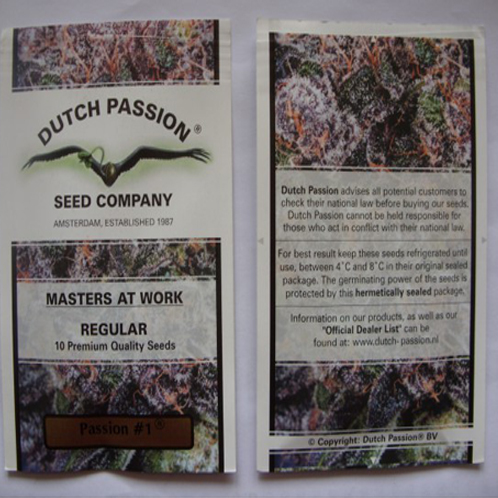 DUTCH PASSION®
SEED COMPANY
AMSTERDAM, ESTABLISHED 1987
MASTERS AT WORK
REGULAR
10 Premium Quality Seeds
Passion #1®
Dutch Passion advises all potential customers to
check their national law before buying our seeds.
Dutch Passion cannot be held responsible for
those who act in conflict with their national law.
For best result keep these seeds refrigerated until
use, between 4˚C and 8˚C in their original sealed
package. The germinating power of the seeds is
protected by this hermetically sealed package.
Information on our products, as well as our
"Official Dealer List" can be
found at: www.dutch-passion.nl
© Copyright: Dutch Passion® BV